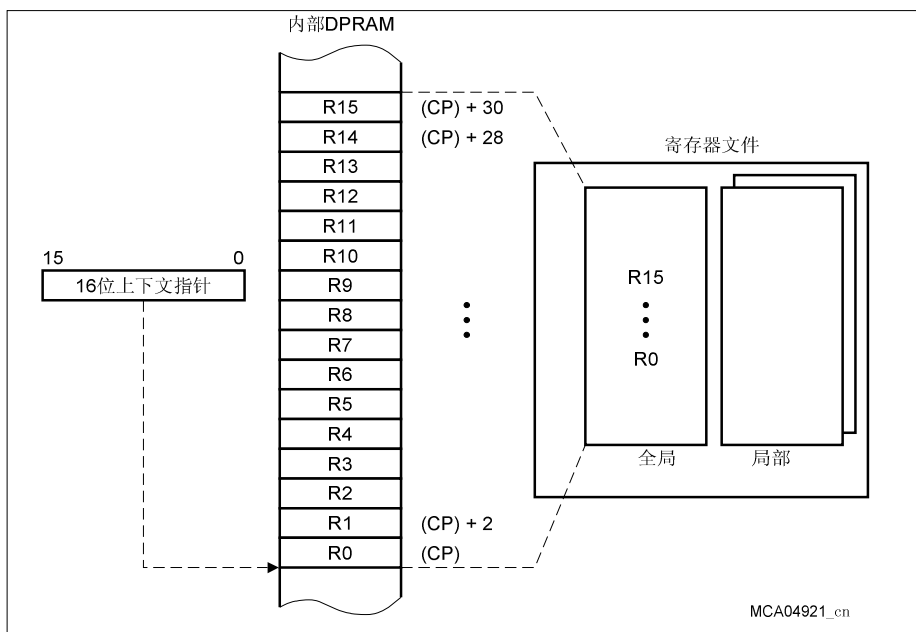 内部DPRAM
R15 (CP) + 30
R14 (CP) + 28
R13
R12
R11
R10
R9
R8
R7
R6
R5
R4
R3
R2
R1 (CP) + 2
R0 (CP)
15 0
16位上下文指针
寄存器文件
R15
R0
全局 局部
MCA04921_cn